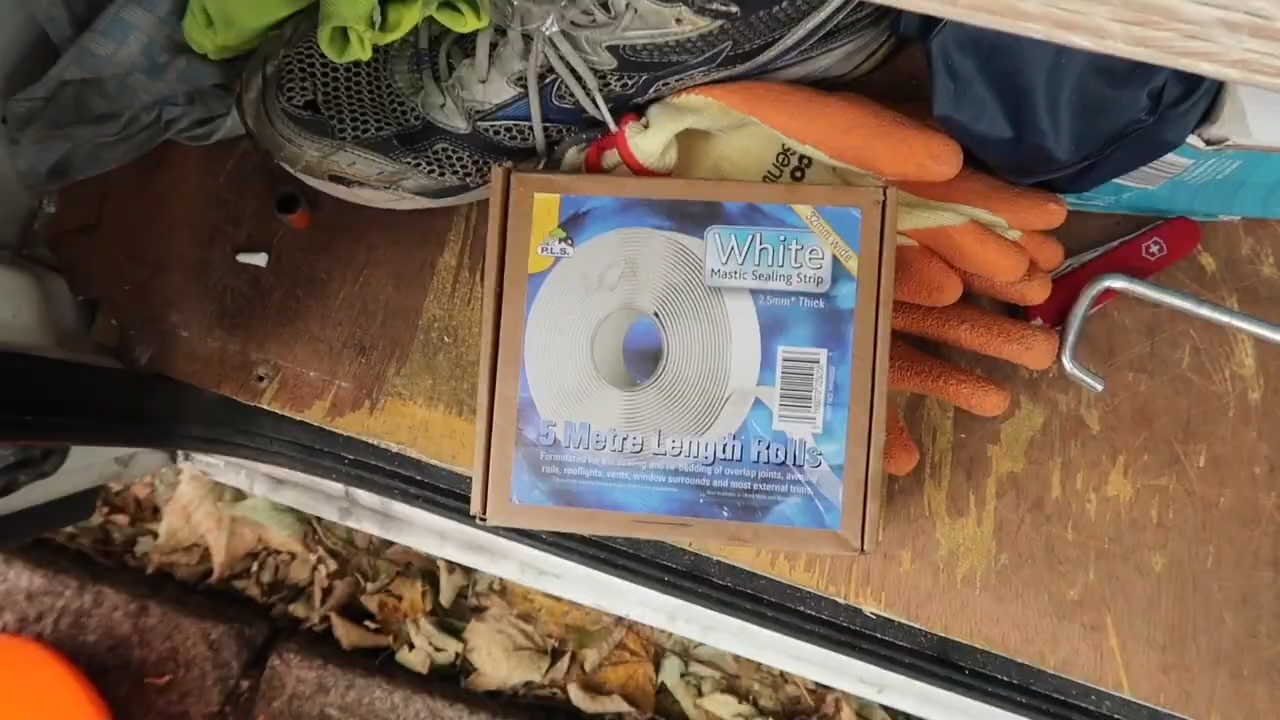 P.L.S.
32mm wide
White
Mastic Sealing Strip
2.5mm* Thick
5 Metre Length Rolls
Formulated for the sealing and re-bedding of overlap joints, awning
rails, rooflights, vents, window surrounds and most external trims